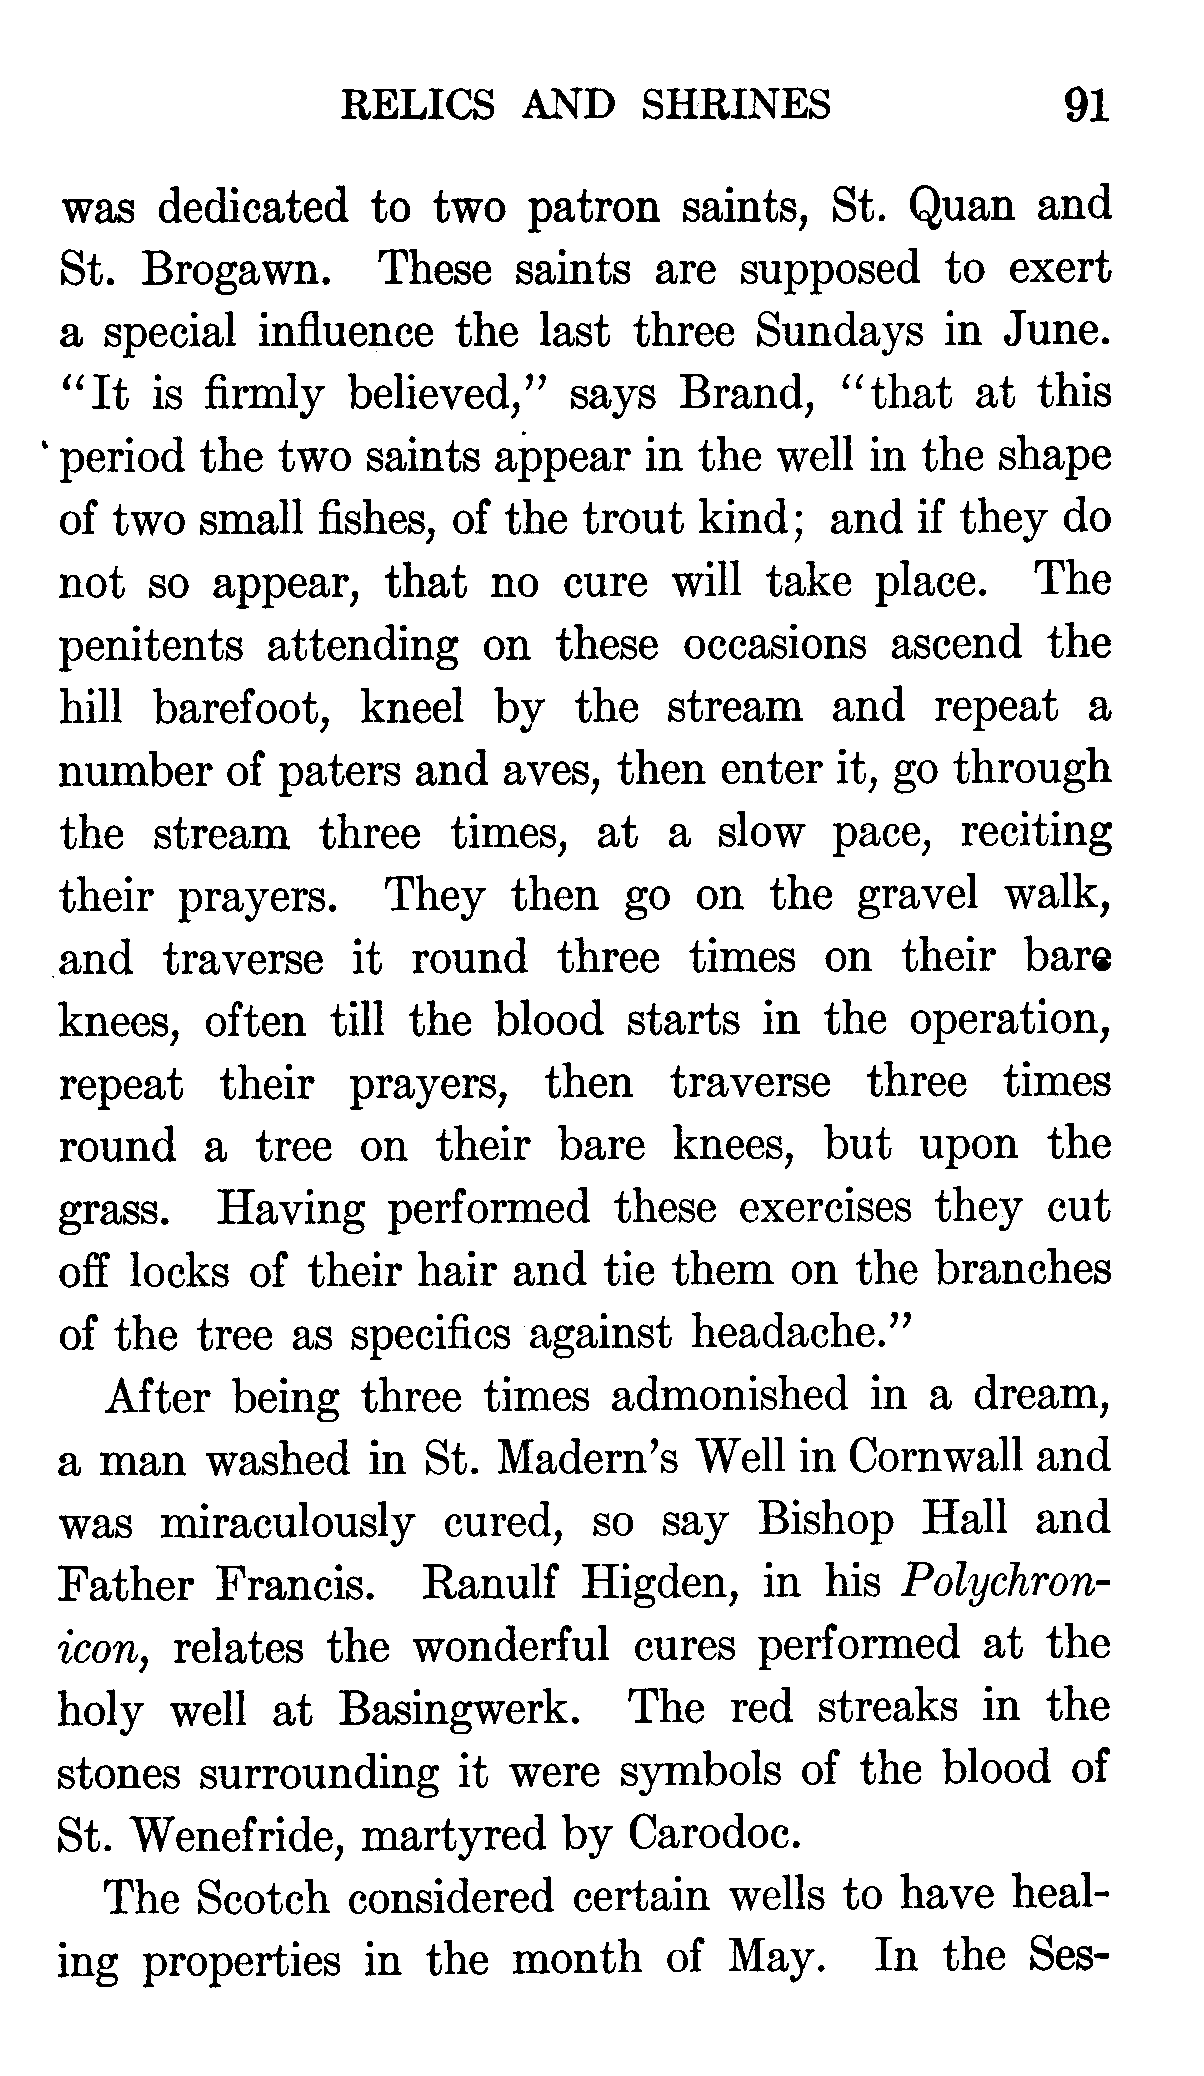 RELICS AND SHRINES 91
was dedicated to two patron saints, St. Quan and
St. Brogawn. These saints are supposed to exert
a special influence the last three Sundays in June.
“It is firmly believed,” says Brand, “that at this
period the two saints appear in the well in the shape
of two small fishes, of the trout kind; and if they do
not so appear, that no cure will take place. The
penitents attending on these occasions ascend the
hill barefoot, kneel by the stream and repeat a
number of paters and aves, then enter it, go through
the stream three times, at a slow pace, reciting
their prayers. They then go on the gravel walk,
and traverse it round three times on their bare
knees, often till the blood starts in the operation,
repeat their prayers, then traverse three times
round a tree on their bare knees, but upon the
grass. Having performed these exercises they cut
off locks of their hair and tie them on the branches
of the tree as specifics against headache.”
After being three times admonished in a dream,
a man washed in St. Madern’s Well in Cornwall and
was miraculously cured, so say Bishop Hall and
Father Francis. Ranulf Higden, in his Polychron-
icon, relates the wonderful cures performed at the
holy well at Basingwerk. The red streaks in the
stones surrounding it were symbols of the blood of
St. Wenefride, martyred by Carodoc.
The Scotch considered certain wells to have heal-
ing properties in the month of May. In the Ses-